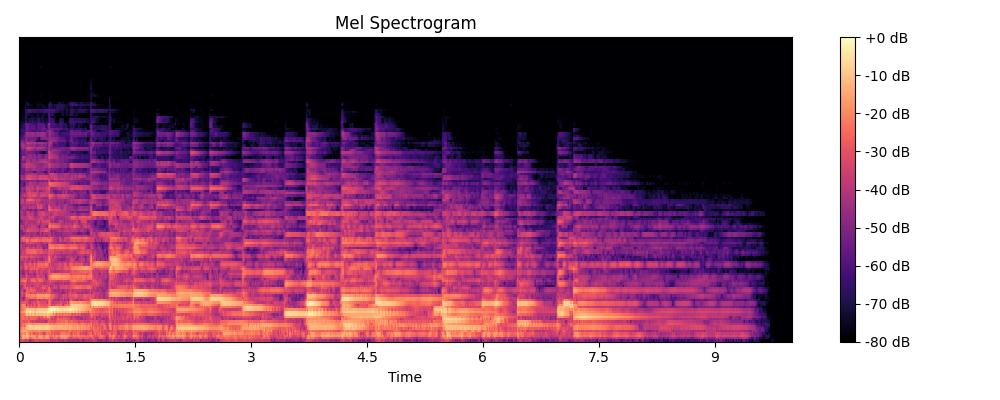 Mel Spectrogram
+0 dB
-10 dB
-20 dB
-30 dB
-40 dB
-50 dB
-60 dB
-70 dB
-80 dB
0 1.5 3 4.5 6 7.5 9
Time